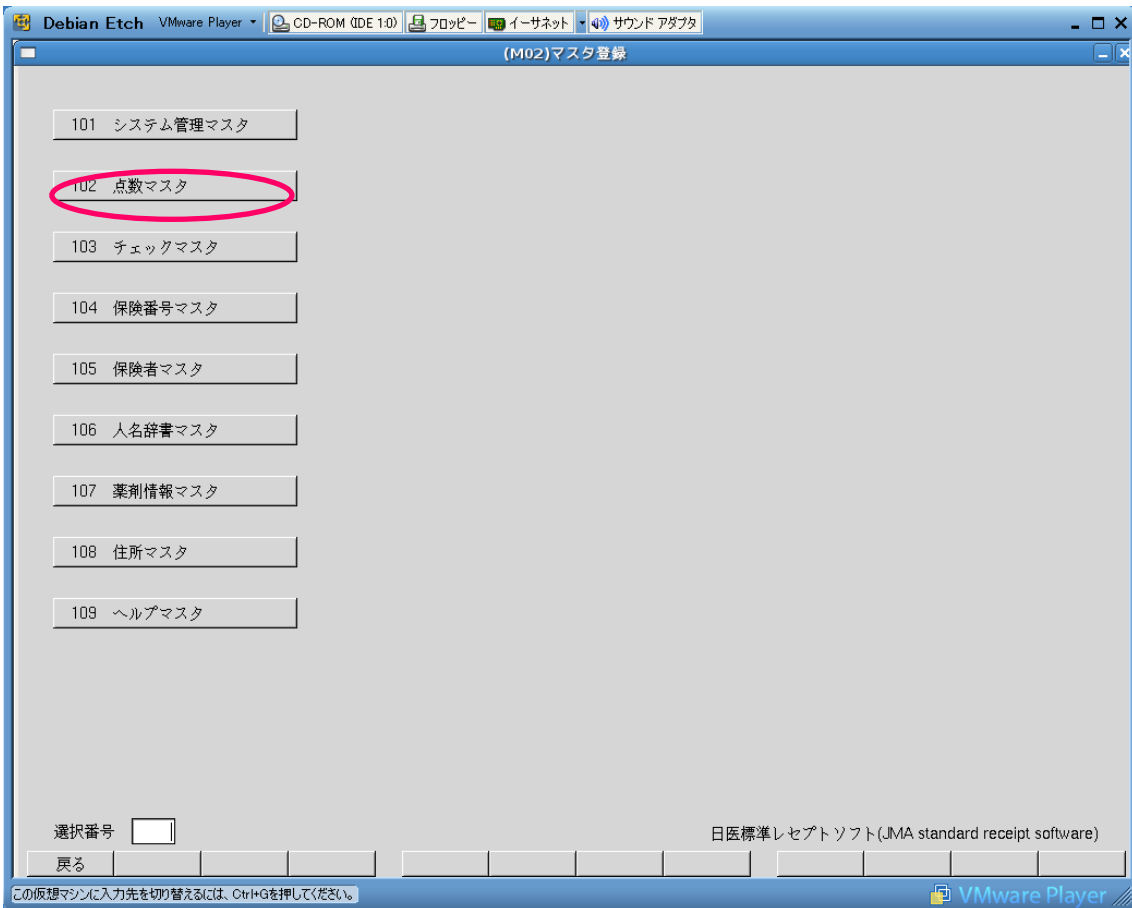 Debian Etch VMware Player CD-ROM (IDE 1:0) フロッピー イーサネット サウンド アダプタ
(M02)マスタ登録
101 システム管理マスタ
102 点数マスタ
103 チェックマスタ
104 保険番号マスタ
105 保険者マスタ
106 人名辞書マスタ
107 薬剤情報マスタ
108 住所マスタ
109 ヘルプマスタ
選択番号
日医標準レセプトソフト(JMA standard receipt software)
戻る
この仮想マシンに入力先を切り替えるには、Ctrl+Gを押してください。
VMware Player